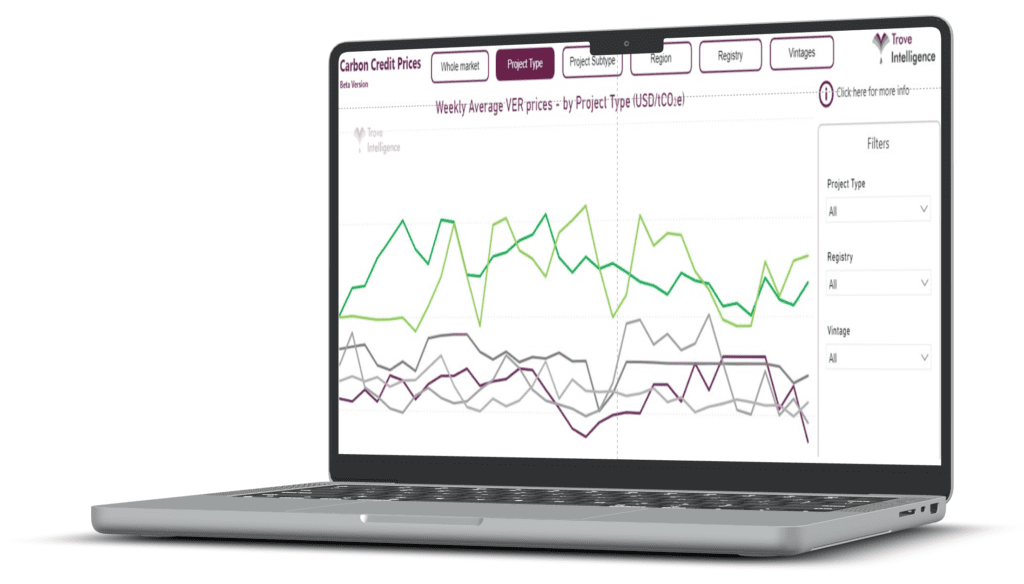 Carbon Credit Prices
Beta Version
Whole market
Project Type
Project Subtype
Region
Registry
Vintages
Trove
Intelligence
Click here for more info
Weekly Average VER prices - by Project Type (USD/tCO₂e)
Trove
Intelligence
Filters
Project Type
All
Registry
All
Vintage
All